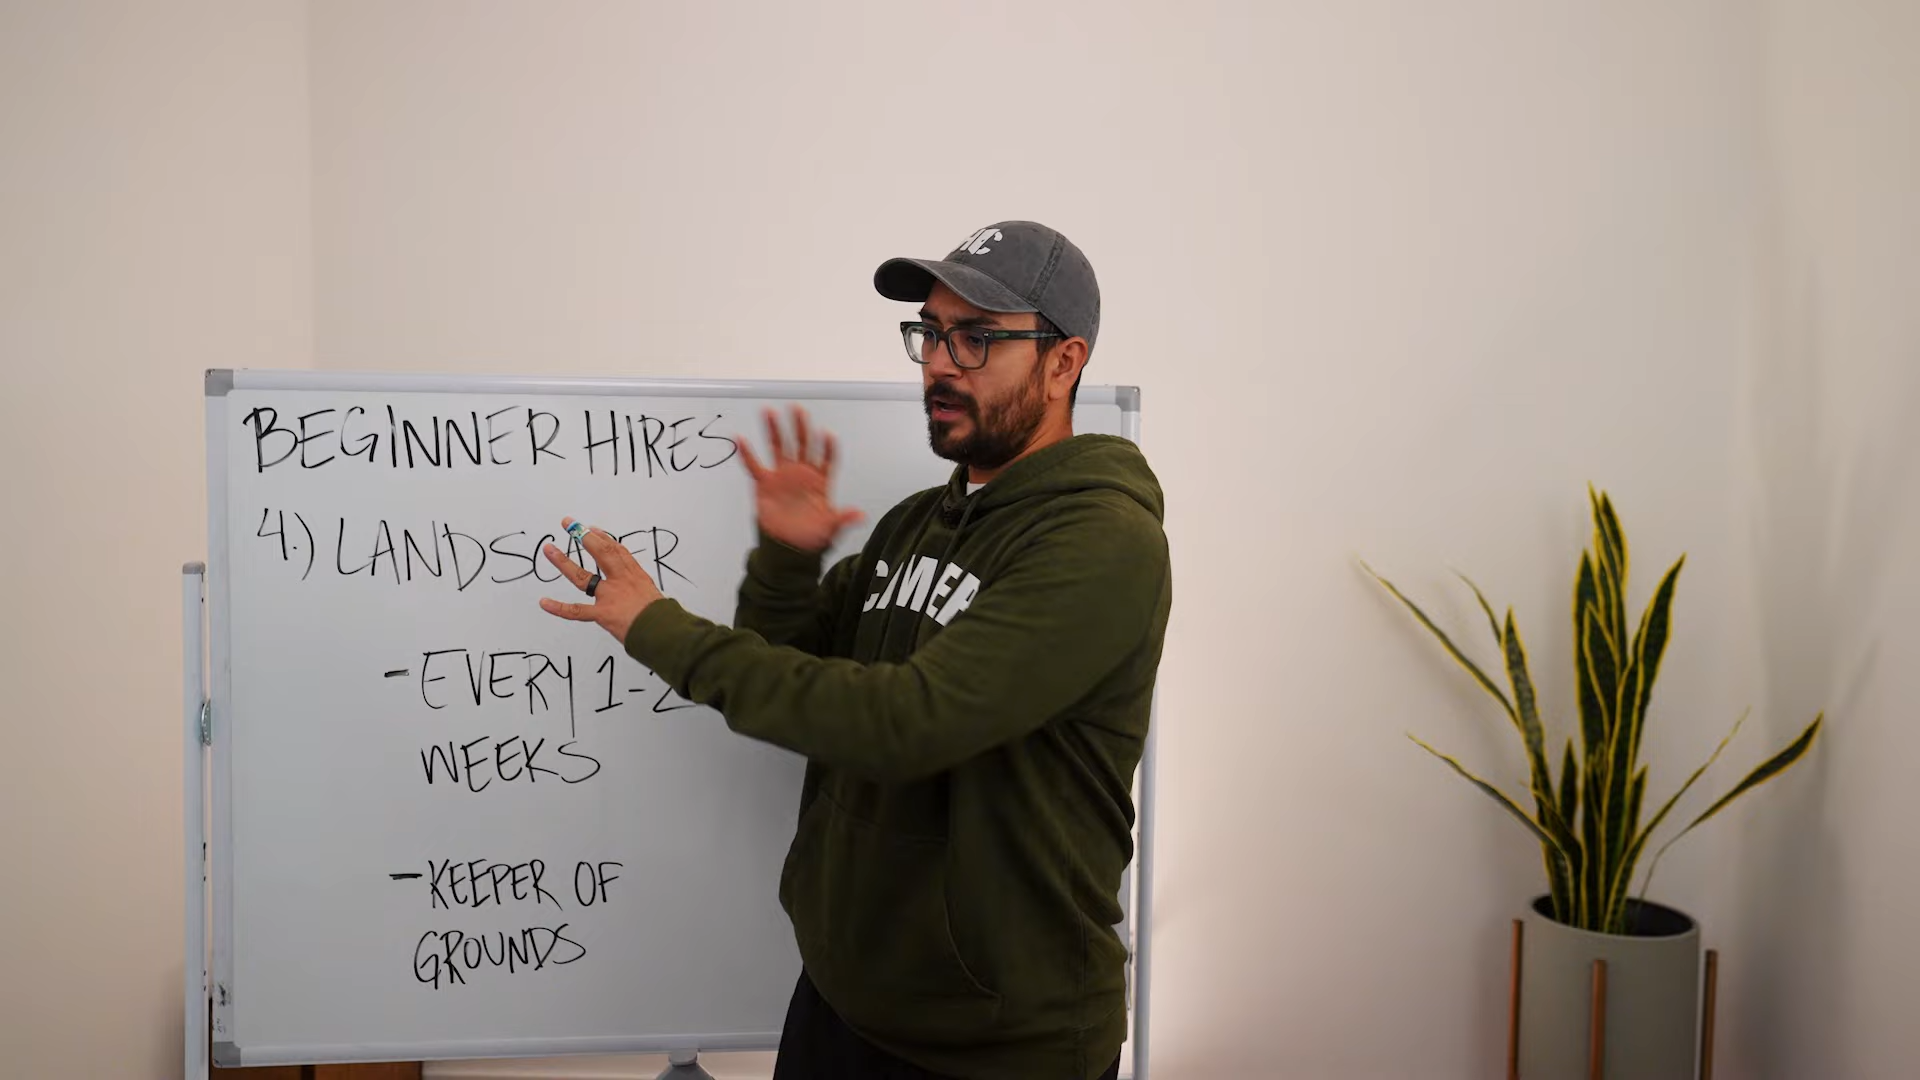 BEGINNER HIRES
4.) LANDSCAPER
- EVERY 1-2
WEEKS
- KEEPER OF
GROUNDS